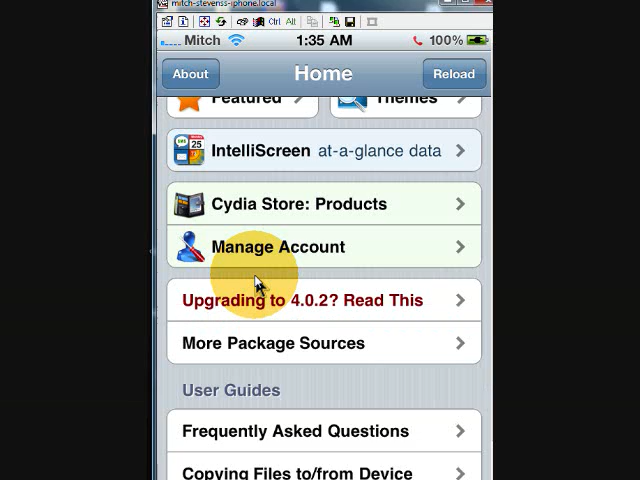 mitch-stevenss-iphone.local
Ctrl Alt
Mitch 1:35 AM 100%
About Home Reload
Featured Themes
IntelliScreen at-a-glance data
Cydia Store: Products
Manage Account
Upgrading to 4.0.2? Read This
More Package Sources
User Guides
Frequently Asked Questions
Copying Files to/from Device